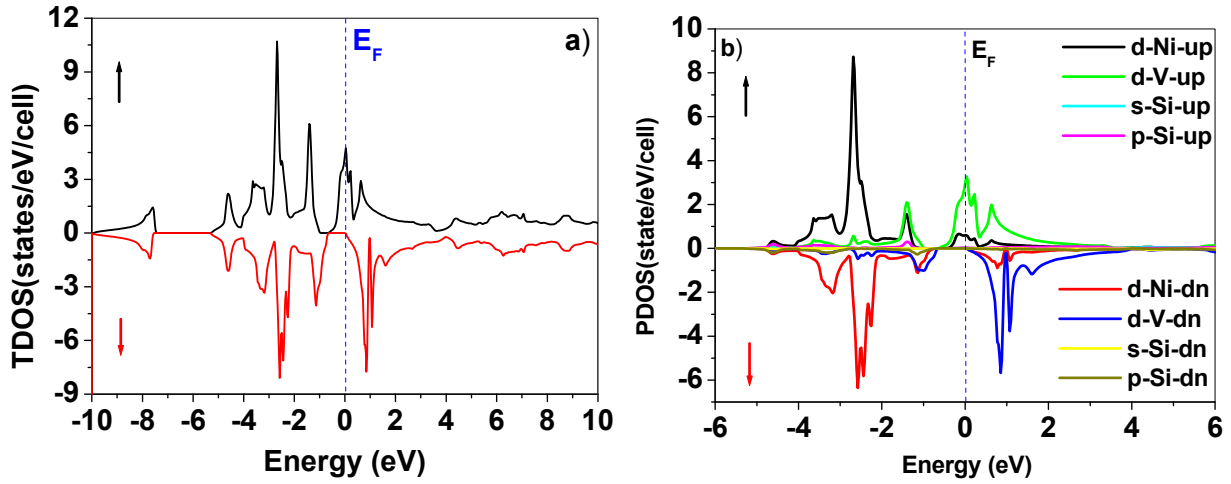 TDOS(states/eV/cell)
12
9
6
3
0
-3
-6
-9
-10 -8 -6 -4 -2 0 2 4 6 8 10
Energy (eV)
E_F
a)
PDOS(state/eV/cell)
10
8
6
4
2
0
-2
-4
-6
-6 -4 -2 0 2 4 6
Energy (eV)
b)
E_F
d-Ni-up
d-V-up
s-Si-up
p-Si-up
d-Ni-dn
d-V-dn
s-Si-dn
p-Si-dn